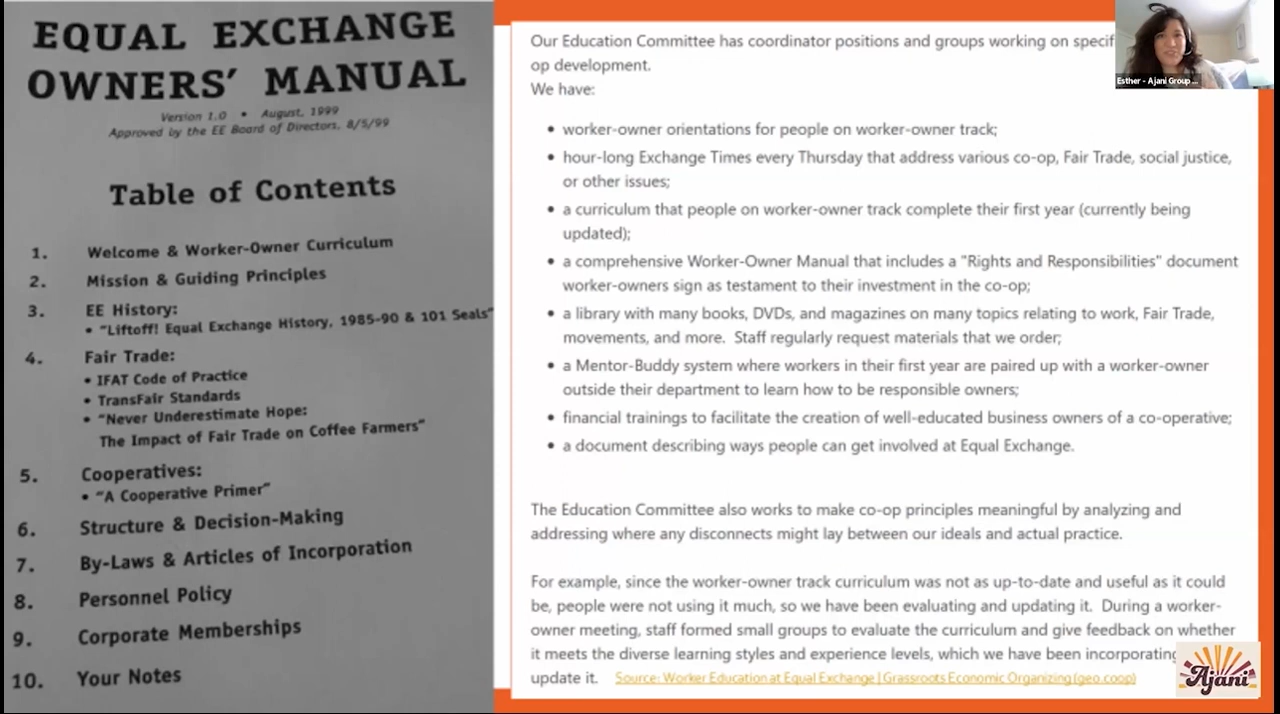 EQUAL EXCHANGE
OWNERS' MANUAL
Version 1.0 • August, 1999
Approved by the EE Board of Directors, 8/5/99
Table of Contents
1. Welcome & Worker-Owner Curriculum
2. Mission & Guiding Principles
3. EE History:
• "Liftoff! Equal Exchange History, 1985-90 & 101 Seals"
4. Fair Trade:
• IFAT Code of Practice
• TransFair Standards
• "Never Underestimate Hope:
The Impact of Fair Trade on Coffee Farmers"
5. Cooperatives:
• "A Cooperative Primer"
6. Structure & Decision-Making
7. By-Laws & Articles of Incorporation
8. Personnel Policy
9. Corporate Memberships
10. Your Notes
Our Education Committee has coordinator positions and groups working on
op development.
We have:
• worker-owner orientations for people on worker-owner track;
• hour-long Exchange Times every Thursday that address various co-op, Fair Trade, social justice,
or other issues;
• a curriculum that people on worker-owner track complete their first year (currently being
updated);
• a comprehensive Worker-Owner Manual that includes a "Rights and Responsibilities" document
worker-owners sign as testament to their investment in the co-op;
• a library with many books, DVDs, and magazines on many topics relating to work, Fair Trade,
movements, and more. Staff regularly request materials that we order;
• a Mentor-Buddy system where workers in their first year are paired up with a worker-owner
outside their department to learn how to be responsible owners;
• financial trainings to facilitate the creation of well-educated business owners of a co-operative;
• a document describing ways people can get involved at Equal Exchange.
The Education Committee also works to make co-op principles meaningful by analyzing and
addressing where any disconnects might lay between our ideals and actual practice.
For example, since the worker-owner track curriculum was not as up-to-date and useful as it could
be, people were not using it much, so we have been evaluating and updating it. During a worker-
owner meeting, staff formed small groups to evaluate the curriculum and give feedback on whether
it meets the diverse learning styles and experience levels, which we have been incorporating
update it. Source: Worker Education at Equal Exchange | Grassroots Economic Organizing (geo.coop)
Esther - Ajani Group ...
Ajani